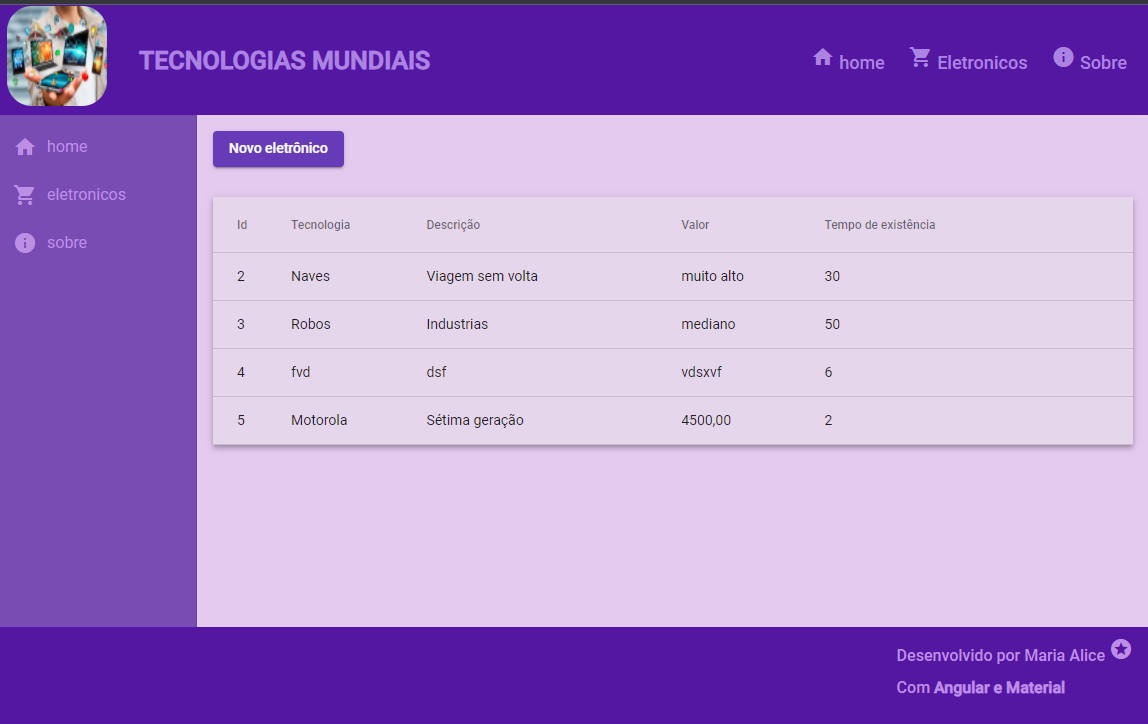 TECNOLOGIAS MUNDIAIS
home Eletronicos Sobre
home
eletronicos
sobre
Novo eletrônico
Id Tecnologia Descrição Valor Tempo de existência
2 Naves Viagem sem volta muito alto 30
3 Robos Industrias mediano 50
4 fvd dsf vdsxvf 6
5 Motorola Sétima geração 4500,00 2
Desenvolvido por Maria Alice
Com Angular e Material